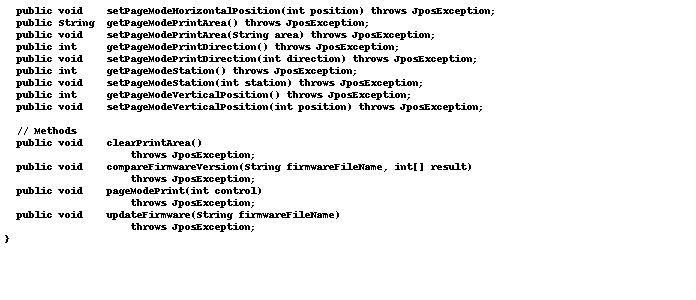 public void    setPageModeHorizontalPosition(int position) throws JposException;
public String  getPageModePrintArea() throws JposException;
public void    setPageModePrintArea(String area) throws JposException;
public int     getPageModePrintDirection() throws JposException;
public void    setPageModePrintDirection(int direction) throws JposException;
public int     getPageModeStation() throws JposException;
public void    setPageModeStation(int station) throws JposException;
public int     getPageModeVerticalPosition() throws JposException;
public void    setPageModeVerticalPosition(int position) throws JposException;
// Methods
public void    clearPrintArea()
throws JposException;
public void    compareFirmwareVersion(String firmwareFileName, int[] result)
throws JposException;
public void    pageModePrint(int control)
throws JposException;
public void    updateFirmware(String firmwareFileName)
throws JposException;
}